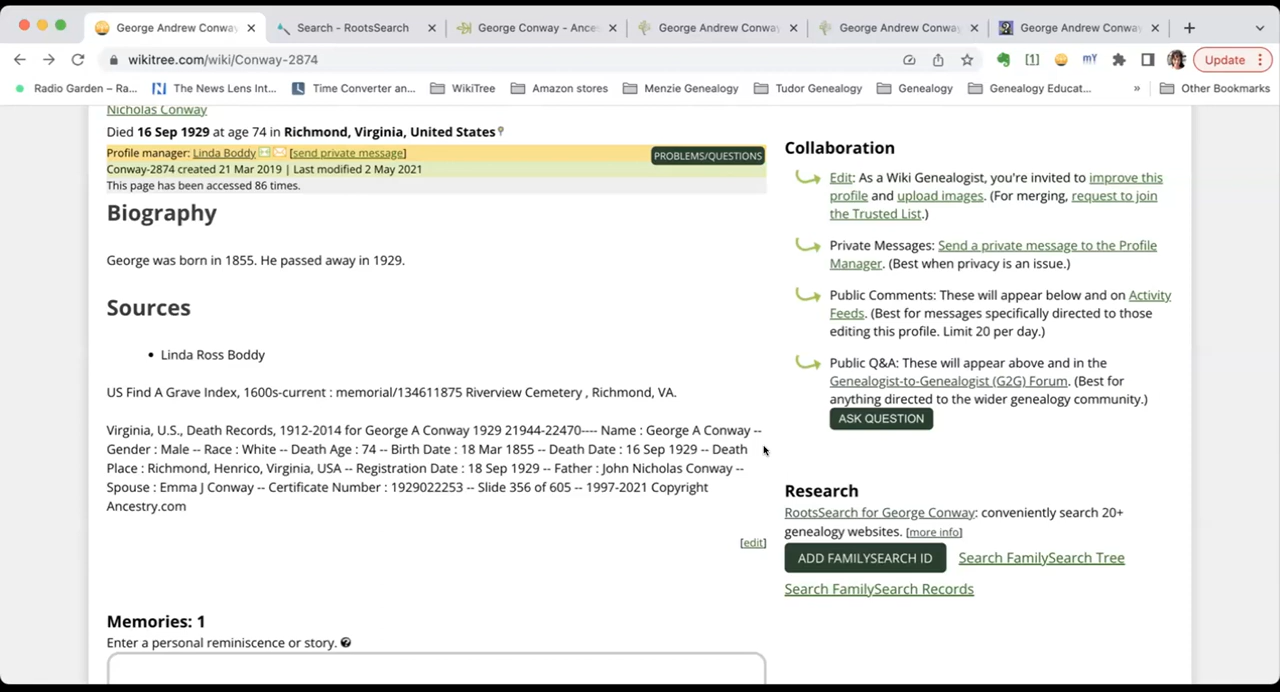 George Andrew Conway
Search - RootsSearch
George Conway - Ances
George Andrew Conway
George Andrew Conway
George Andrew Conway
wikitree.com/wiki/Conway-2874
[1]
mY
Update
Radio Garden – Ra...
The News Lens Int...
Time Converter an...
WikiTree
Amazon stores
Menzie Genealogy
Tudor Genealogy
Genealogy
Genealogy Educat...
»
Other Bookmarks
Nicholas Conway
Died 16 Sep 1929 at age 74 in Richmond, Virginia, United States
Profile manager: Linda Boddy [send private message]
PROBLEMS/QUESTIONS
Conway-2874 created 21 Mar 2019 | Last modified 2 May 2021
This page has been accessed 86 times.
Biography
George was born in 1855. He passed away in 1929.
Sources
• Linda Ross Boddy
US Find A Grave Index, 1600s-current : memorial/134611875 Riverview Cemetery , Richmond, VA.
Virginia, U.S., Death Records, 1912-2014 for George A Conway 1929 21944-22470---- Name : George A Conway --
Gender : Male -- Race : White -- Death Age : 74 -- Birth Date : 18 Mar 1855 -- Death Date : 16 Sep 1929 -- Death
Place : Richmond, Henrico, Virginia, USA -- Registration Date : 18 Sep 1929 -- Father : John Nicholas Conway --
Spouse : Emma J Conway -- Certificate Number : 1929022253 -- Slide 356 of 605 -- 1997-2021 Copyright
Ancestry.com
[edit]
Memories: 1
Enter a personal reminiscence or story.
Collaboration
Edit: As a Wiki Genealogist, you're invited to improve this
profile and upload images. (For merging, request to join
the Trusted List.)
Private Messages: Send a private message to the Profile
Manager. (Best when privacy is an issue.)
Public Comments: These will appear below and on Activity
Feeds. (Best for messages specifically directed to those
editing this profile. Limit 20 per day.)
Public Q&A: These will appear above and in the
Genealogist-to-Genealogist (G2G) Forum. (Best for
anything directed to the wider genealogy community.)
ASK QUESTION
Research
RootsSearch for George Conway: conveniently search 20+
genealogy websites. [more info]
ADD FAMILYSEARCH ID
Search FamilySearch Tree
Search FamilySearch Records